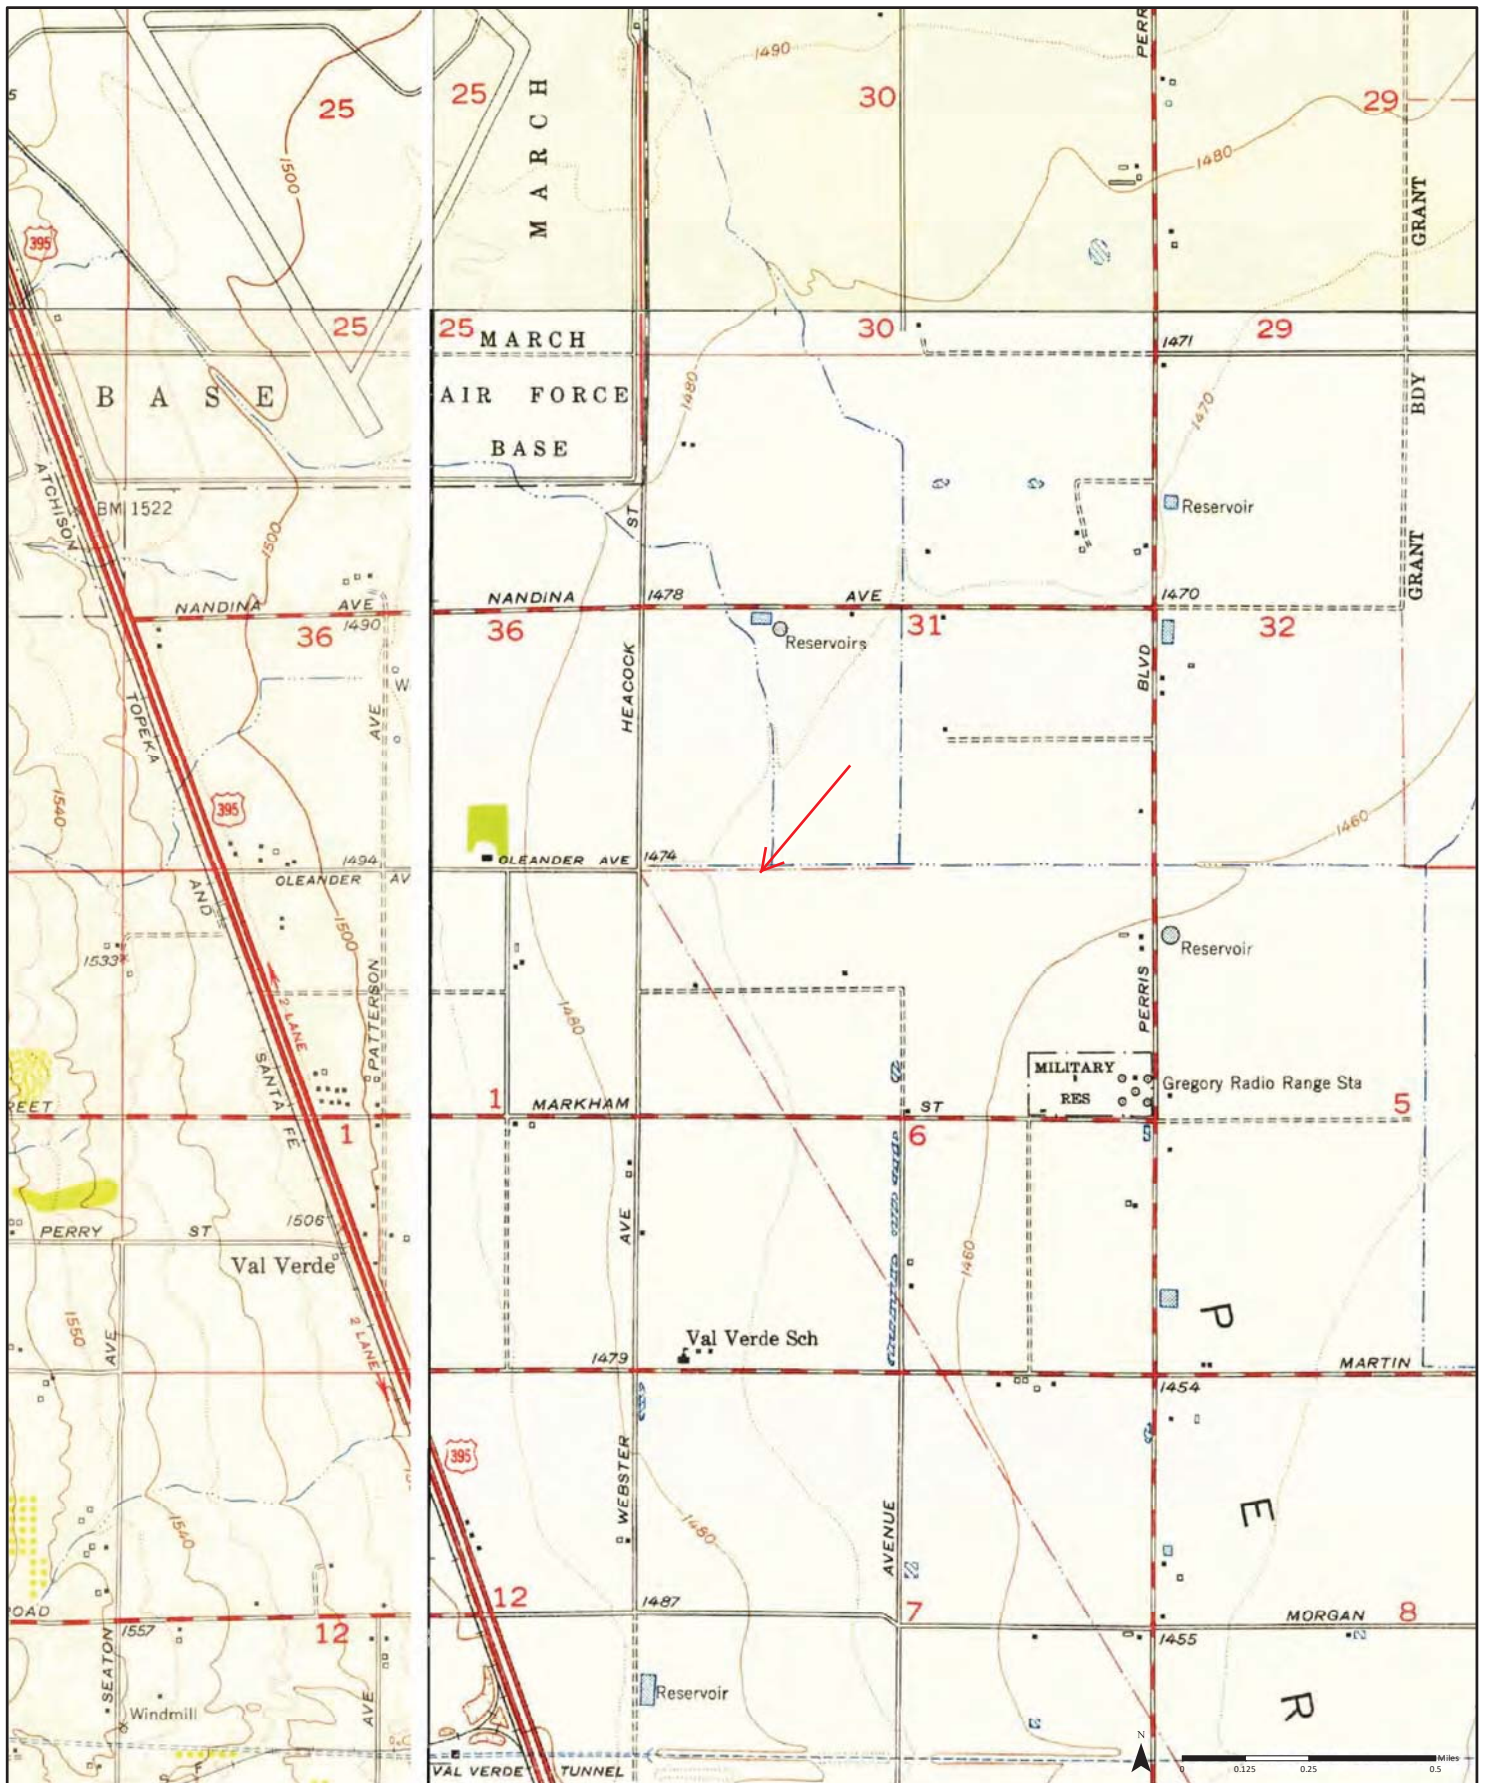 PERR
1490
5
25
25
30
29
MARCH
1480
1500
GRANT
395
25
25
30
29
MARCH
1471
BASE
AIR FORCE
1480
BDY
1470
BASE
ATCHISON
BM 1522
ST
Reservoir
1500
GRANT
NANDINA
AVE
NANDINA
1478
AVE
1470
36
1490
36
31
32
Reservoirs
HEACOCK
BLVD
W
TOPEKA
AVE
395
1540
1460
1494
OLEANDER AVE
1474
OLEANDER
AV
AND
1500
Reservoir
1533
PATTERSON
PERRIS
2 LANE
1480
SANTA FE
MILITARY
RES
Gregory Radio Range Sta
REET
1
MARKHAM
ST
5
1
6
1506
PERRY
ST
AVE
Val Verde
1460
P
1550
2 LANE
AVE
Val Verde Sch
1479
MARTIN
1454
395
WEBSTER
E
1540
1480
AVENUE
12
1487
7
MORGAN
8
OAD
1557
12
1455
SEATON
Reservoir
AVE
R
Windmill
N
Miles
VAL VERDE TUNNEL
0
0.125
0.25
0.5